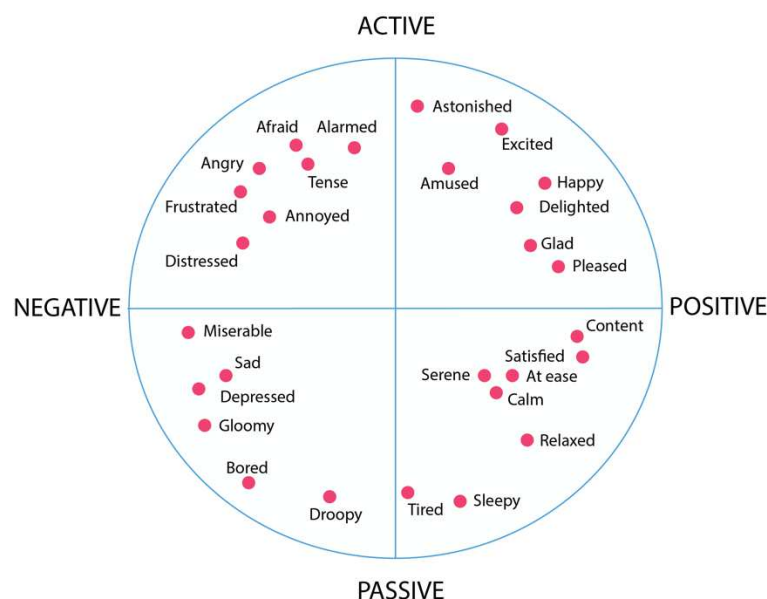 ACTIVE
Astonished
Afraid Alarmed
Excited
Angry
Tense
Amused
Happy
Frustrated
Annoyed
Delighted
Distressed
Glad
Pleased
NEGATIVE
POSITIVE
Miserable
Content
Sad
Satisfied
Serene
At ease
Depressed
Calm
Gloomy
Relaxed
Bored
Droopy
Tired
Sleepy
PASSIVE